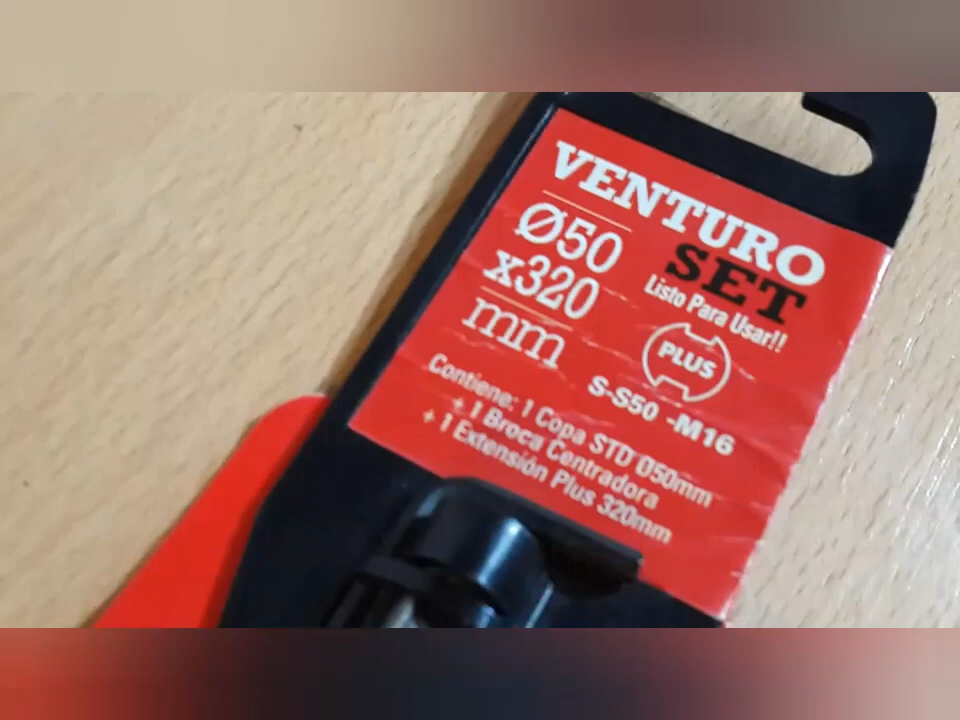 VENTURO
SET
Listo Para Usar!!
Ø50
x320
mm
PLUS
S-S50 -M16
Contiene: 1 Copa STD Ø50mm
+ 1 Broca Centradora
+ 1 Extensión Plus 320mm